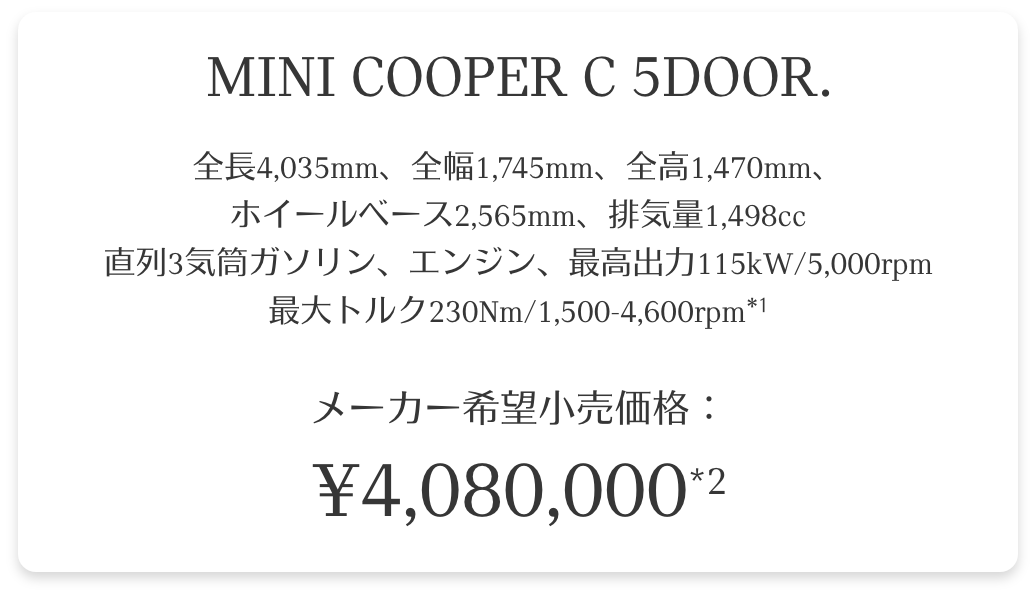 MINI COOPER C 5DOOR.
全長4,035mm、全幅1,745mm、全高1,470mm、
ホイールベース2,565mm、排気量1,498cc
直列3気筒ガソリン、エンジン、最高出力115kW/5,000rpm
最大トルク230Nm/1,500-4,600rpm*1
メーカー希望小売価格：
¥4,080,000*2